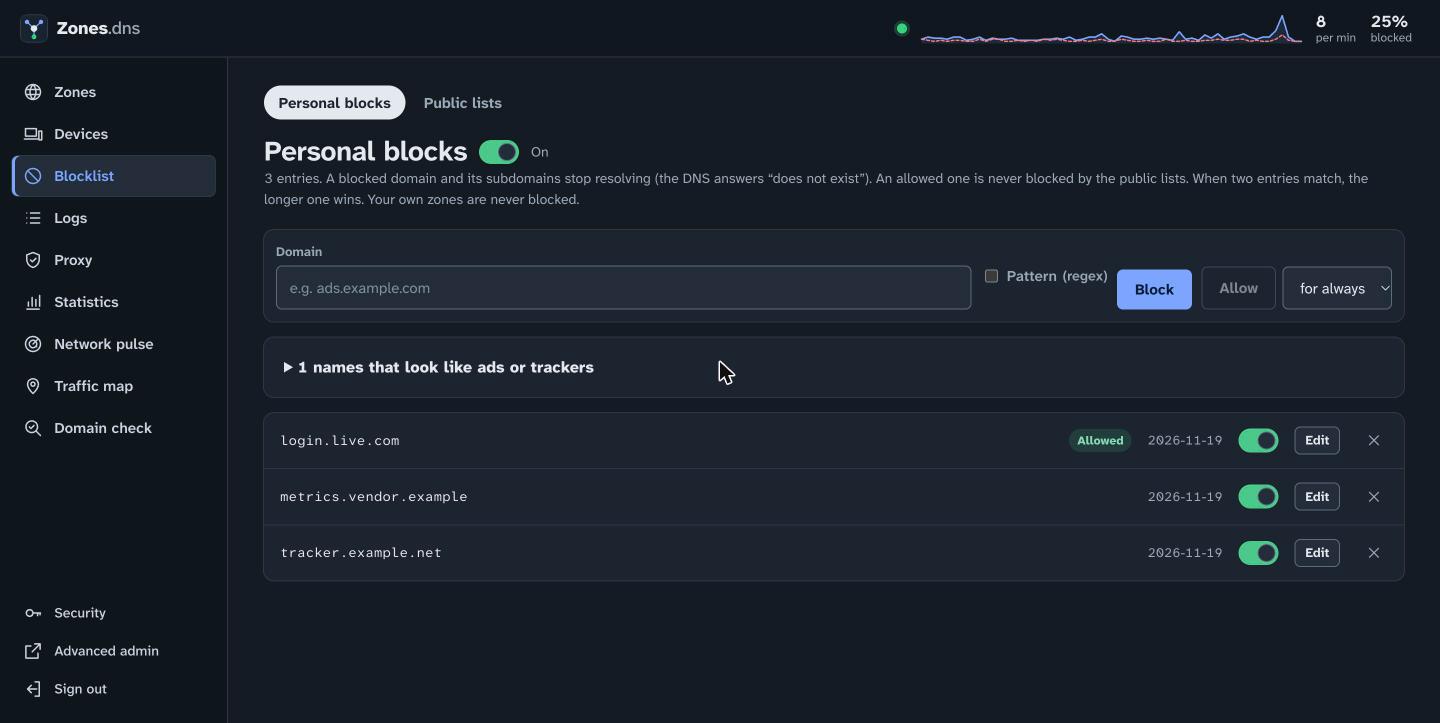 Zones.dns
8
per min
25%
blocked
Zones
Devices
Blocklist
Logs
Proxy
Statistics
Network pulse
Traffic map
Domain check
Security
Advanced admin
Sign out
Personal blocks
Public lists
Personal blocks
On
3 entries. A blocked domain and its subdomains stop resolving (the DNS answers “does not exist”). An allowed one is never blocked by the public lists. When two entries match, the
longer one wins. Your own zones are never blocked.
Domain
e.g. ads.example.com
Pattern (regex)
Block
Allow
for always
1 names that look like ads or trackers
login.live.com
Allowed
2026-11-19
Edit
metrics.vendor.example
2026-11-19
Edit
tracker.example.net
2026-11-19
Edit